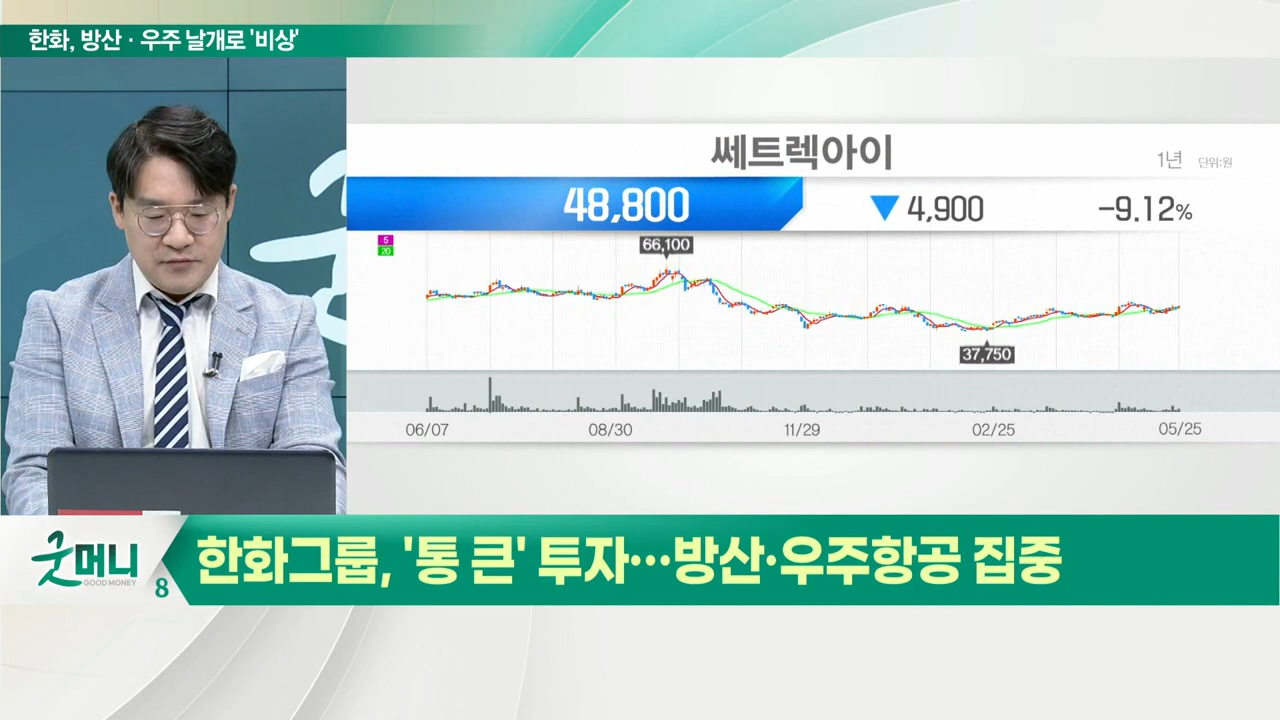 한화, 방산·우주 날개로 '비상'
쎄트렉아이
1년 단위:원
48,800 ▼ 4,900 -9.12%
5
20
66,100
37,750
06/07 08/30 11/29 02/25 05/25
굿머니
GOOD MONEY
8
한화그룹, '통 큰' 투자…방산·우주항공 집중